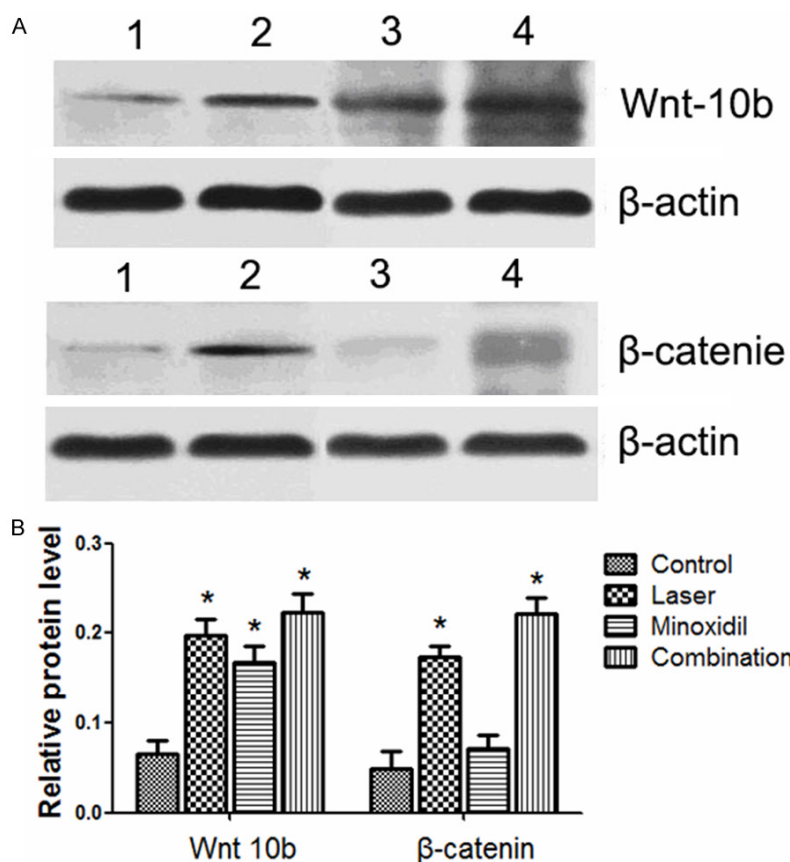 A
1 2 3 4
Wnt-10b
β-actin
1 2 3 4
β-catenie
β-actin
B
Relative protein level
0.3
0.2
0.1
0.0
* * * * *
Wnt 10b β-catenin
Control
Laser
Minoxidil
Combination